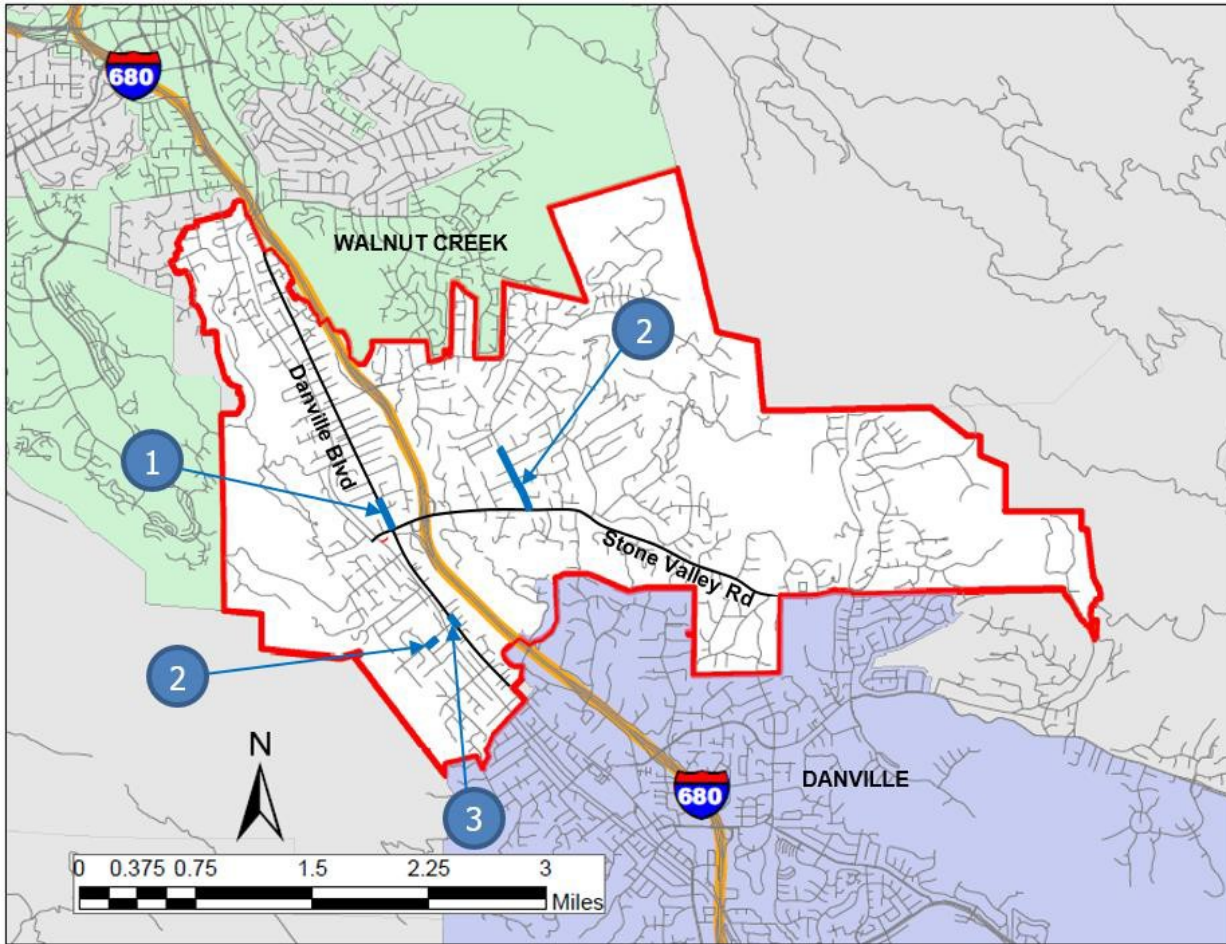 680
WALNUT CREEK
2
Danville Blvd
1
Stone Valley Rd
2
N
3
680
DANVILLE
0 0.375 0.75 1.5 2.25 3
Miles